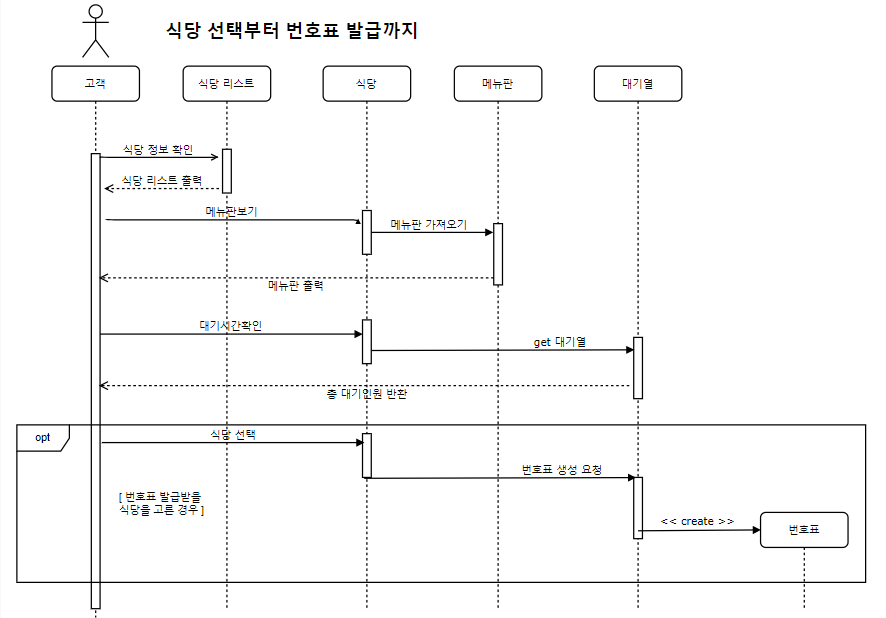 식당 선택부터 번호표 발급까지
고객
식당 리스트
식당
메뉴판
대기열
식당 정보 확인
식당 리스트 출력
메뉴판보기
메뉴판 가져오기
메뉴판 출력
대기시간확인
get 대기열
총 대기인원 반환
opt
식당 선택
번호표 생성 요청
[ 번호표 발급받을
식당을 고른 경우 ]
<< create >>
번호표